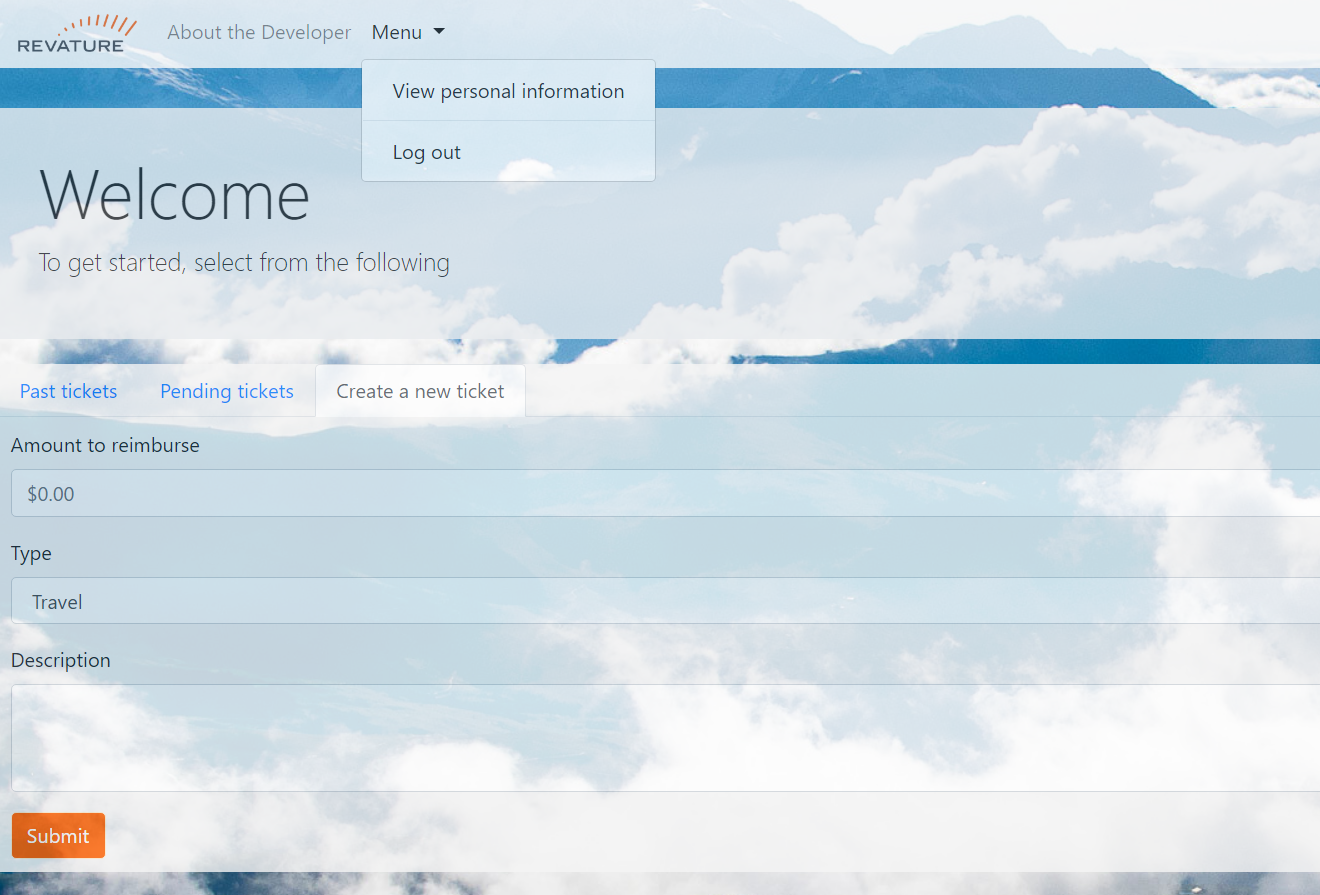 REVATURE About the Developer Menu
View personal information
Log out
Welcome
To get started, select from the following
Past tickets Pending tickets Create a new ticket
Amount to reimburse
$0.00
Type
Travel
Description
Submit